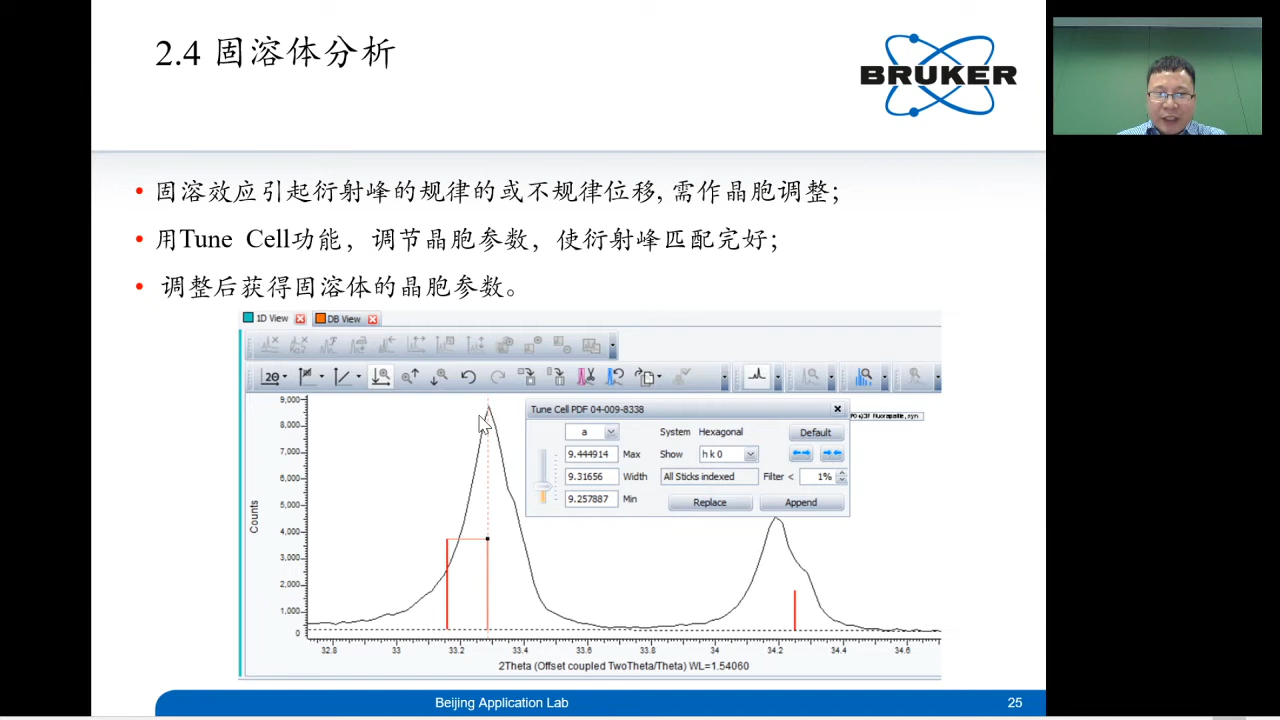 2.4 固溶体分析
BRUKER
• 固溶效应引起衍射峰的规律的或不规律位移, 需作晶胞调整；
• 用Tune Cell功能，调节晶胞参数，使衍射峰匹配完好；
• 调整后获得固溶体的晶胞参数。
1D View DB View
2θ
Tune Cell PDF 04-009-8338
Fluorapatite, syn
a System Hexagonal Default
9.444914 Max Show h k 0
9.31656 Width All Sticks indexed Filter < 1%
9.257887 Min Replace Append
Counts
9,000
8,000
7,000
6,000
5,000
4,000
3,000
2,000
1,000
0
32.8 33 33.2 33.4 33.6 33.8 34 34.2 34.4 34.6
2Theta (Offset coupled TwoTheta/Theta) WL=1.54060
Beijing Application Lab 25